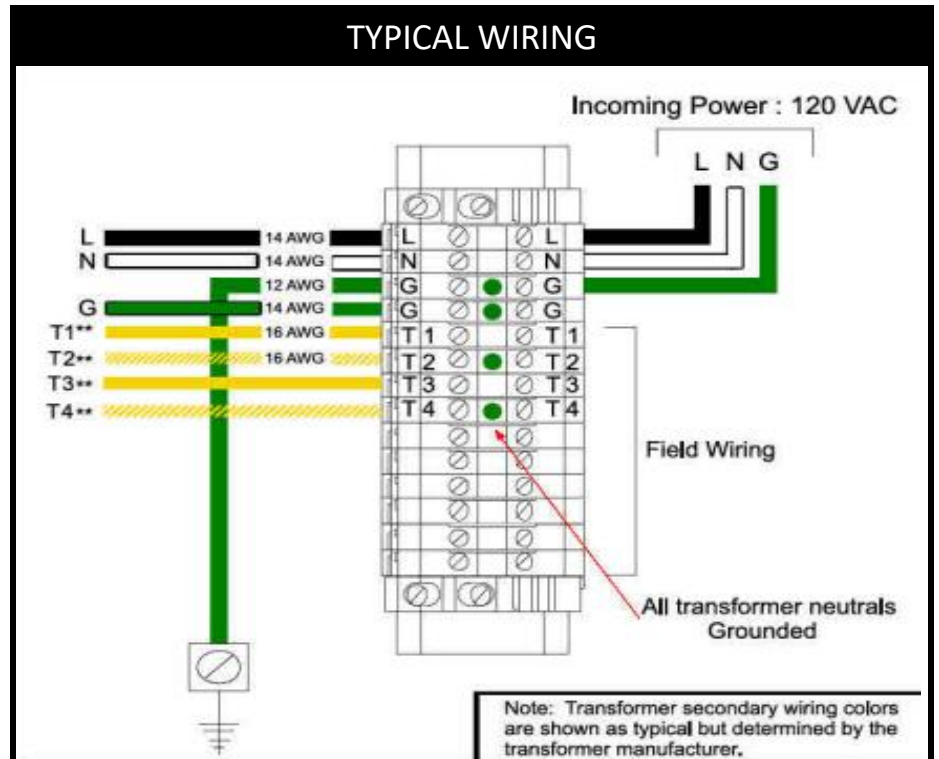 TYPICAL WIRING
Incoming Power : 120 VAC
L N G
L 14 AWG L L
N 14 AWG N N
12 AWG G G
G 14 AWG G G
T1** 16 AWG T 1 T 1
T2** 16 AWG T 2 T 2
T3** T 3 T 3
T4** T 4 T 4
Field Wiring
All transformer neutrals
Grounded
Note: Transformer secondary wiring colors
are shown as typical but determined by the
transformer manufacturer.